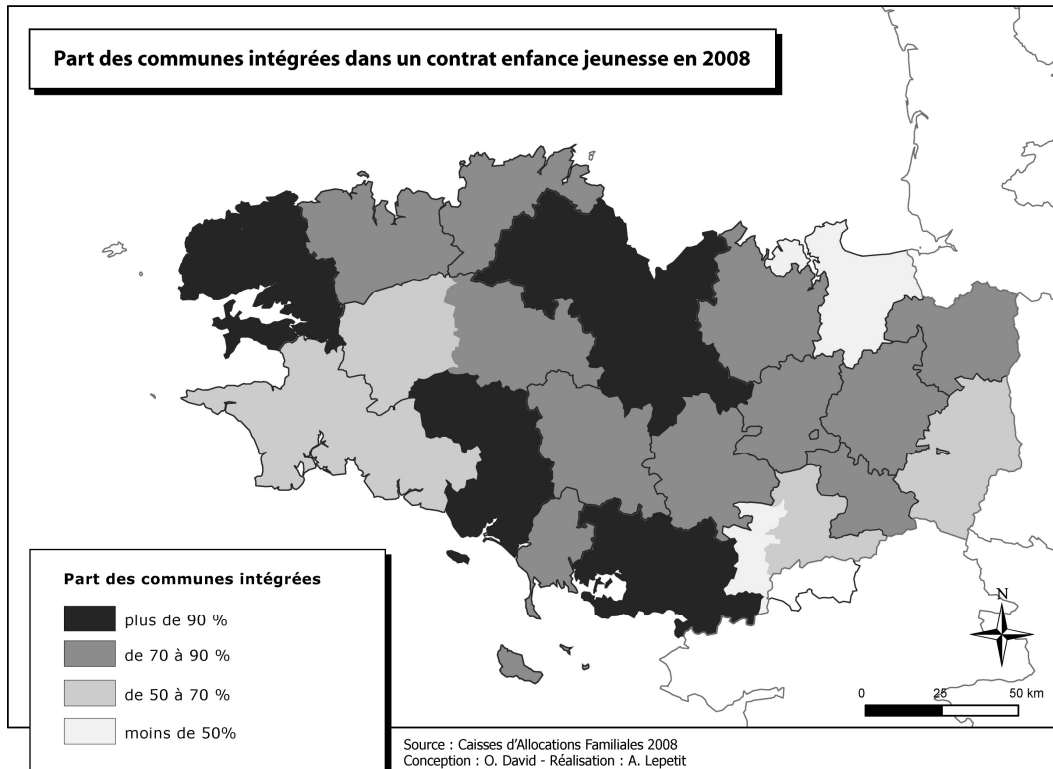 Part des communes intégrées dans un contrat enfance jeunesse en 2008
Part des communes intégrées
plus de 90 %
de 70 à 90 %
de 50 à 70 %
moins de 50%
N
0 25 50 km
Source : Caisses d'Allocations Familiales 2008
Conception : O. David - Réalisation : A. Lepetit